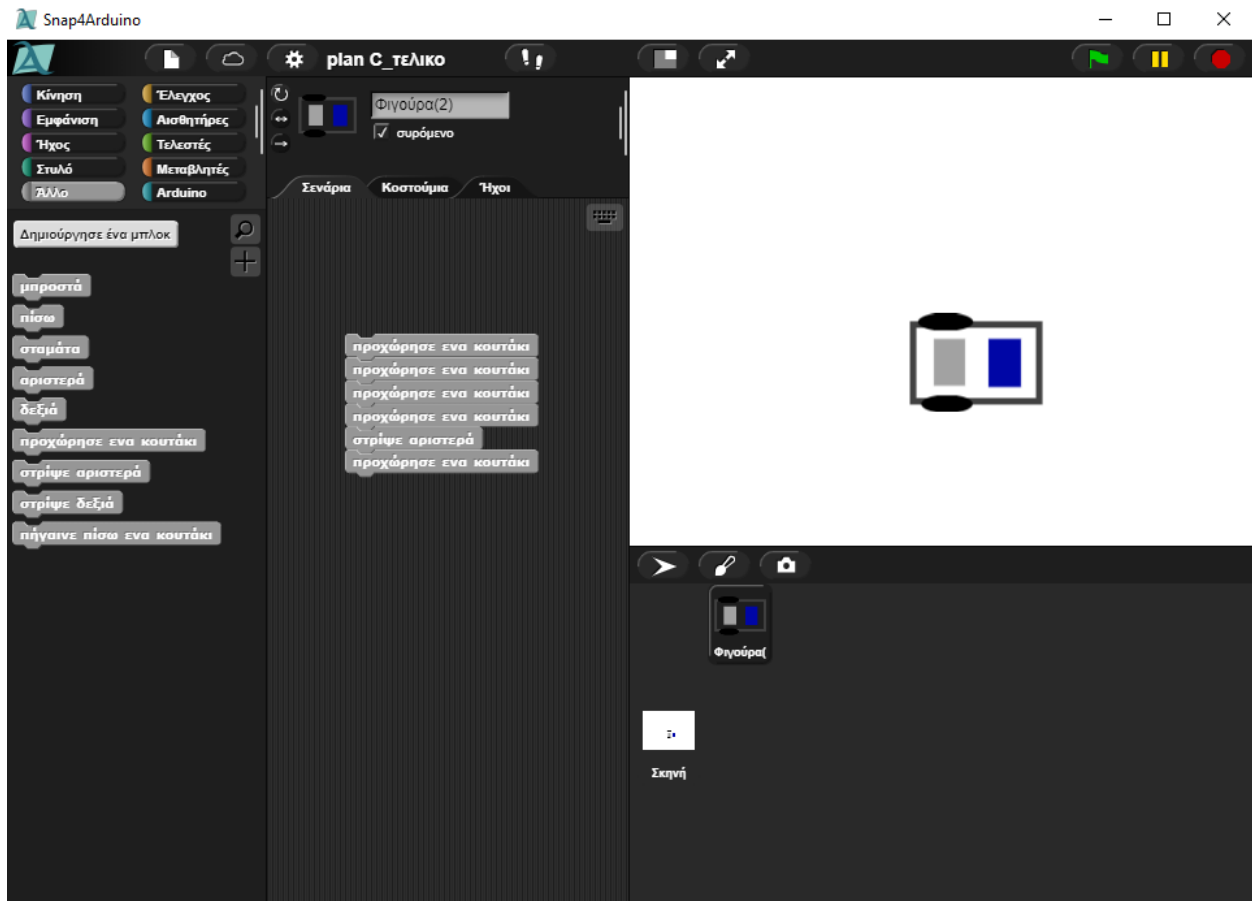 Snap4Arduino
plan C_τελικο
Κίνηση
Έλεγχος
Εμφάνιση
Αισθητήρες
Ήχος
Τελεστές
Στυλό
Μεταβλητές
Άλλο
Arduino
Δημιούργησε ένα μπλοκ
μπροστά
πίσω
σταμάτα
αριστερά
δεξιά
προχώρησε ενα κουτάκι
στρίψε αριστερά
στρίψε δεξιά
πήγαινε πίσω ενα κουτάκι
Φιγούρα(2)
συρόμενο
Σενάρια
Κοστούμια
Ήχοι
προχώρησε ενα κουτάκι
προχώρησε ενα κουτάκι
προχώρησε ενα κουτάκι
προχώρησε ενα κουτάκι
στρίψε αριστερά
προχώρησε ενα κουτάκι
Φιγούρα(
Σκηνή